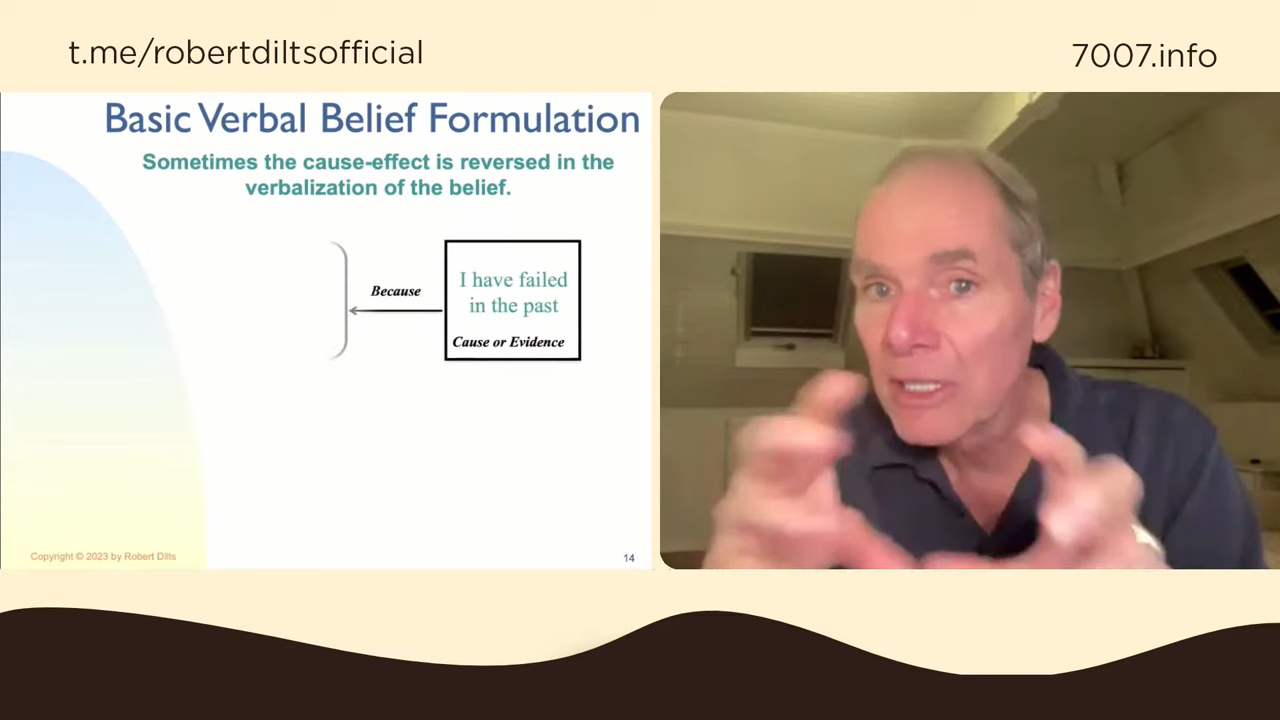 t.me/robertdiltsofficial
7007.info
Basic Verbal Belief Formulation
Sometimes the cause-effect is reversed in the
verbalization of the belief.
Because
I have failed
in the past
Cause or Evidence
Copyright © 2023 by Robert Dilts
14